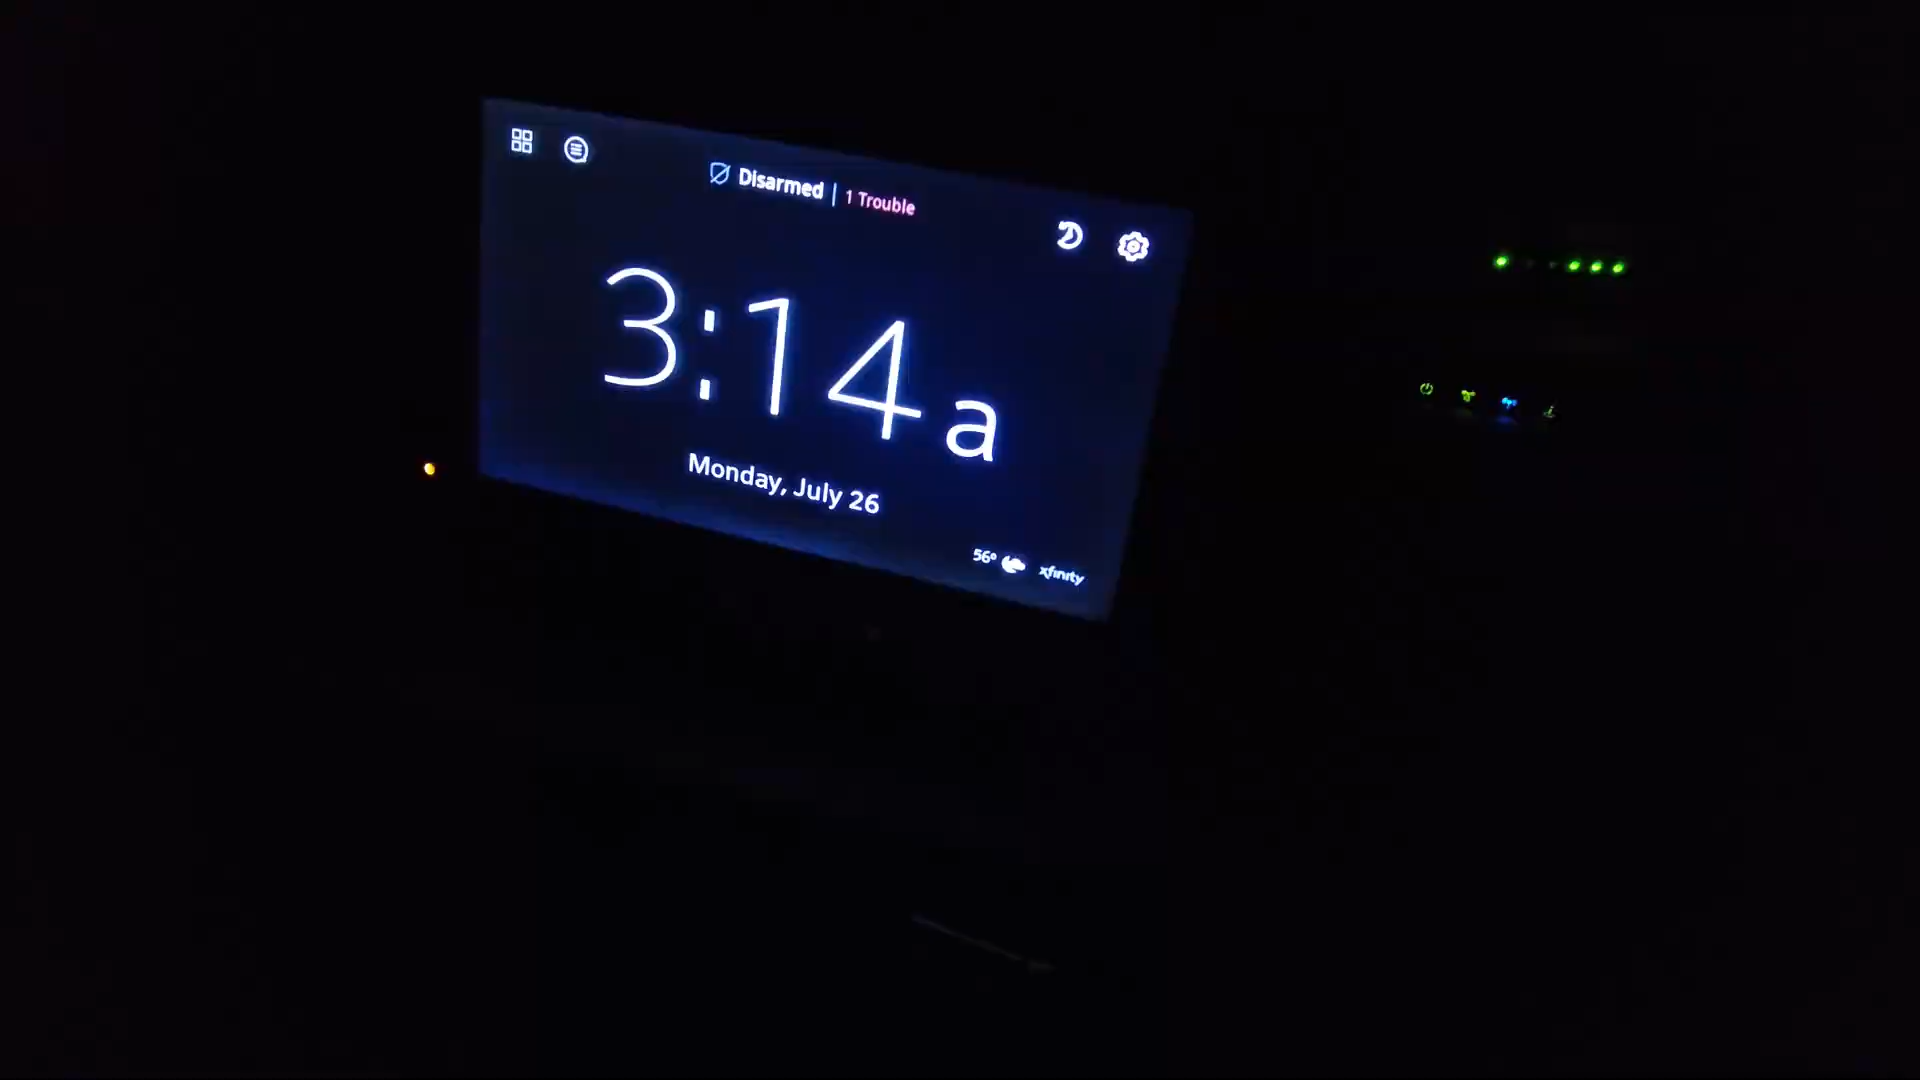 Disarmed | 1 Trouble
3:14 a
Monday, July 26
56° xfinity